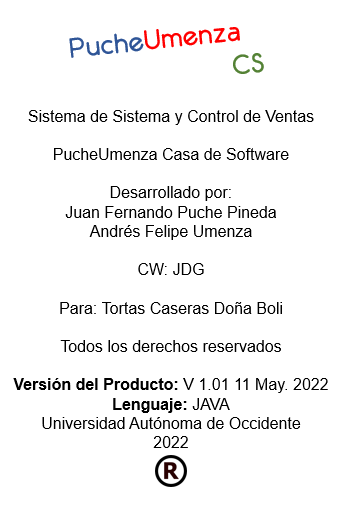 PucheUmenza
CS
Sistema de Sistema y Control de Ventas
PucheUmenza Casa de Software
Desarrollado por:
Juan Fernando Puche Pineda
Andrés Felipe Umenza
CW: JDG
Para: Tortas Caseras Doña Boli
Todos los derechos reservados
Versión del Producto: V 1.01 11 May. 2022
Lenguaje: JAVA
Universidad Autónoma de Occidente
2022
®